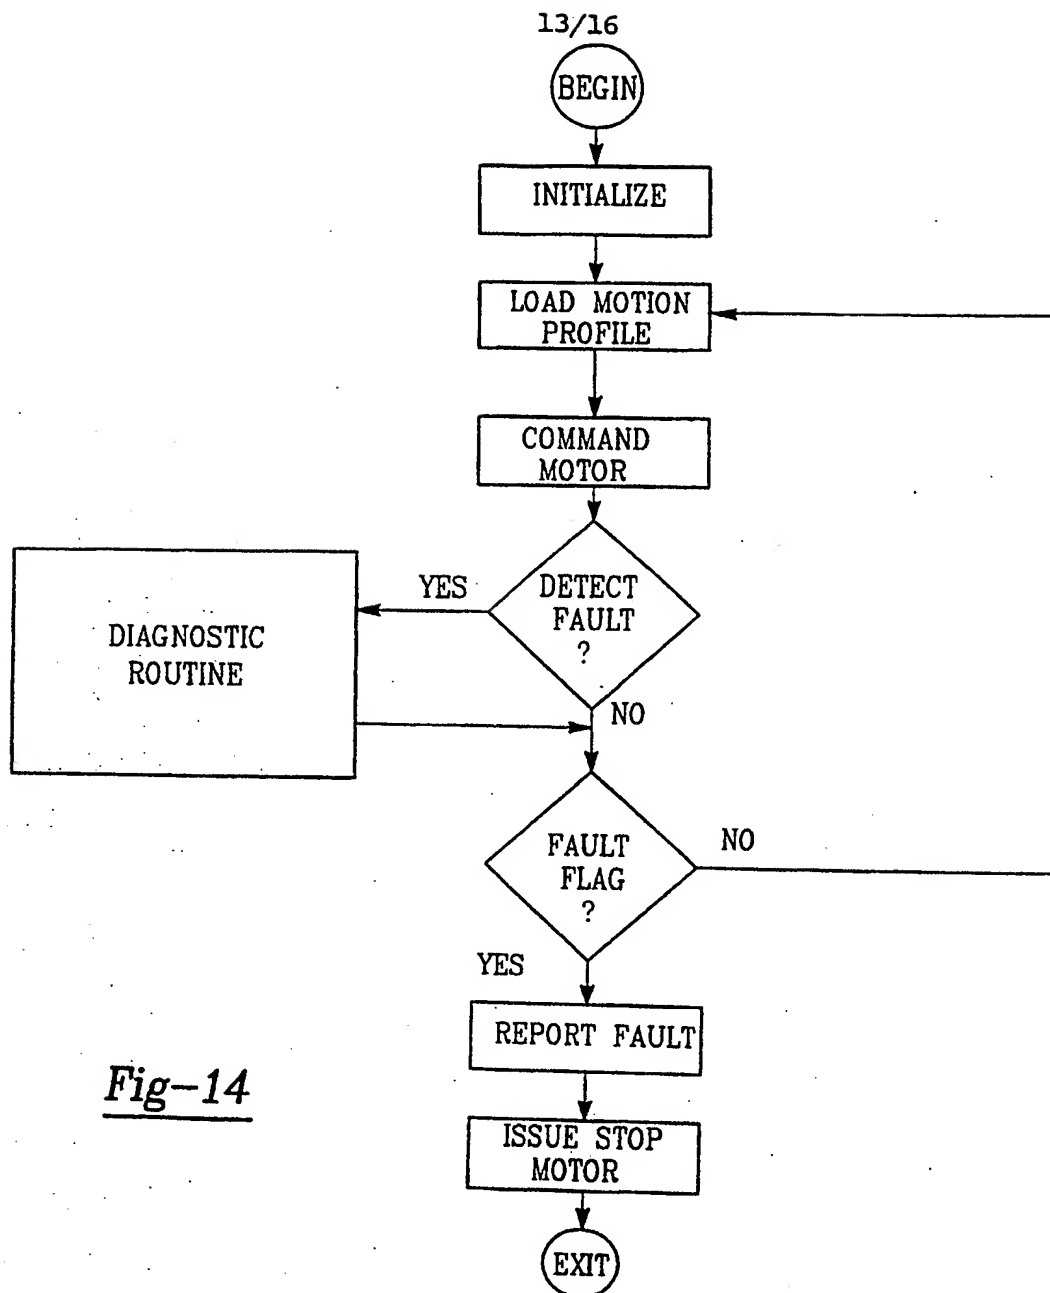 13/16
BEGIN
INITIALIZE
LOAD MOTION
PROFILE
COMMAND
MOTOR
YES
DETECT
FAULT
?
DIAGNOSTIC
ROUTINE
NO
FAULT
FLAG
?
NO
YES
REPORT FAULT
Fig-14
ISSUE STOP
MOTOR
EXIT